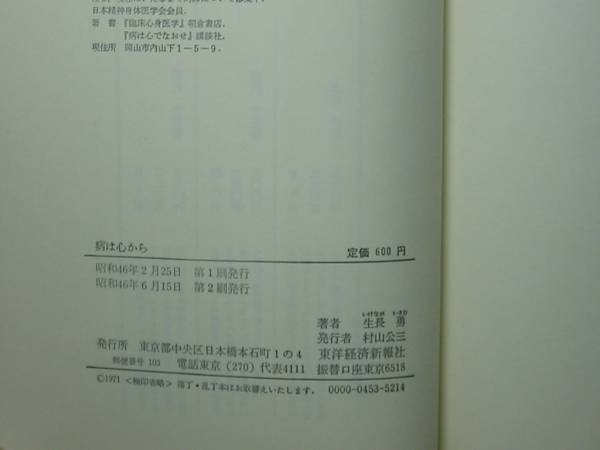 日本精神身体医学会会員.
著 書 『臨床心身医学』朝倉書店.
『病は心でなおせ』講談社.
現住所 岡山市内山下1-5-9.
病は心から 定価 600 円
昭和46年2月25日 第1刷発行
昭和46年6月15日 第2刷発行
著者 生長 勇
発行者 村山公三
発行所 東京都中央区日本橋本石町1の4 東洋経済新報社
郵便番号 103 電話東京 (270) 代表4111 振替口座東京6518
©1971 <検印省略> 落丁・乱丁本はお取替えいたします. 0000-0453-5214